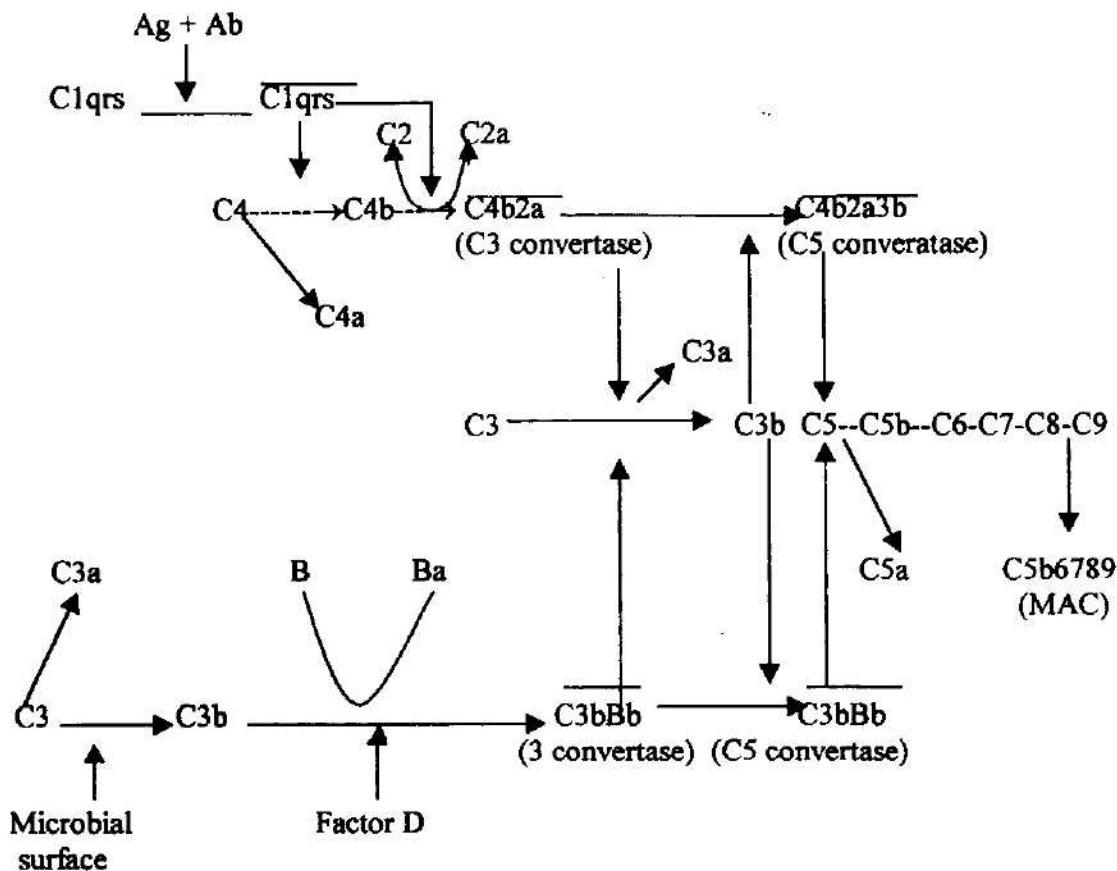 Ag + Ab
C1qrs C1qrs
C2 C2a
C4 C4b C4b2a C4b2a3b
(C3 convertase) (C5 converatase)
C4a
C3a
C3 C3b C5--C5b--C6-C7-C8-C9
C3a B Ba C5a C5b6789
(MAC)
C3 C3b C3bBb C3bBb
(3 convertase) (C5 convertase)
Microbial Factor D
surface